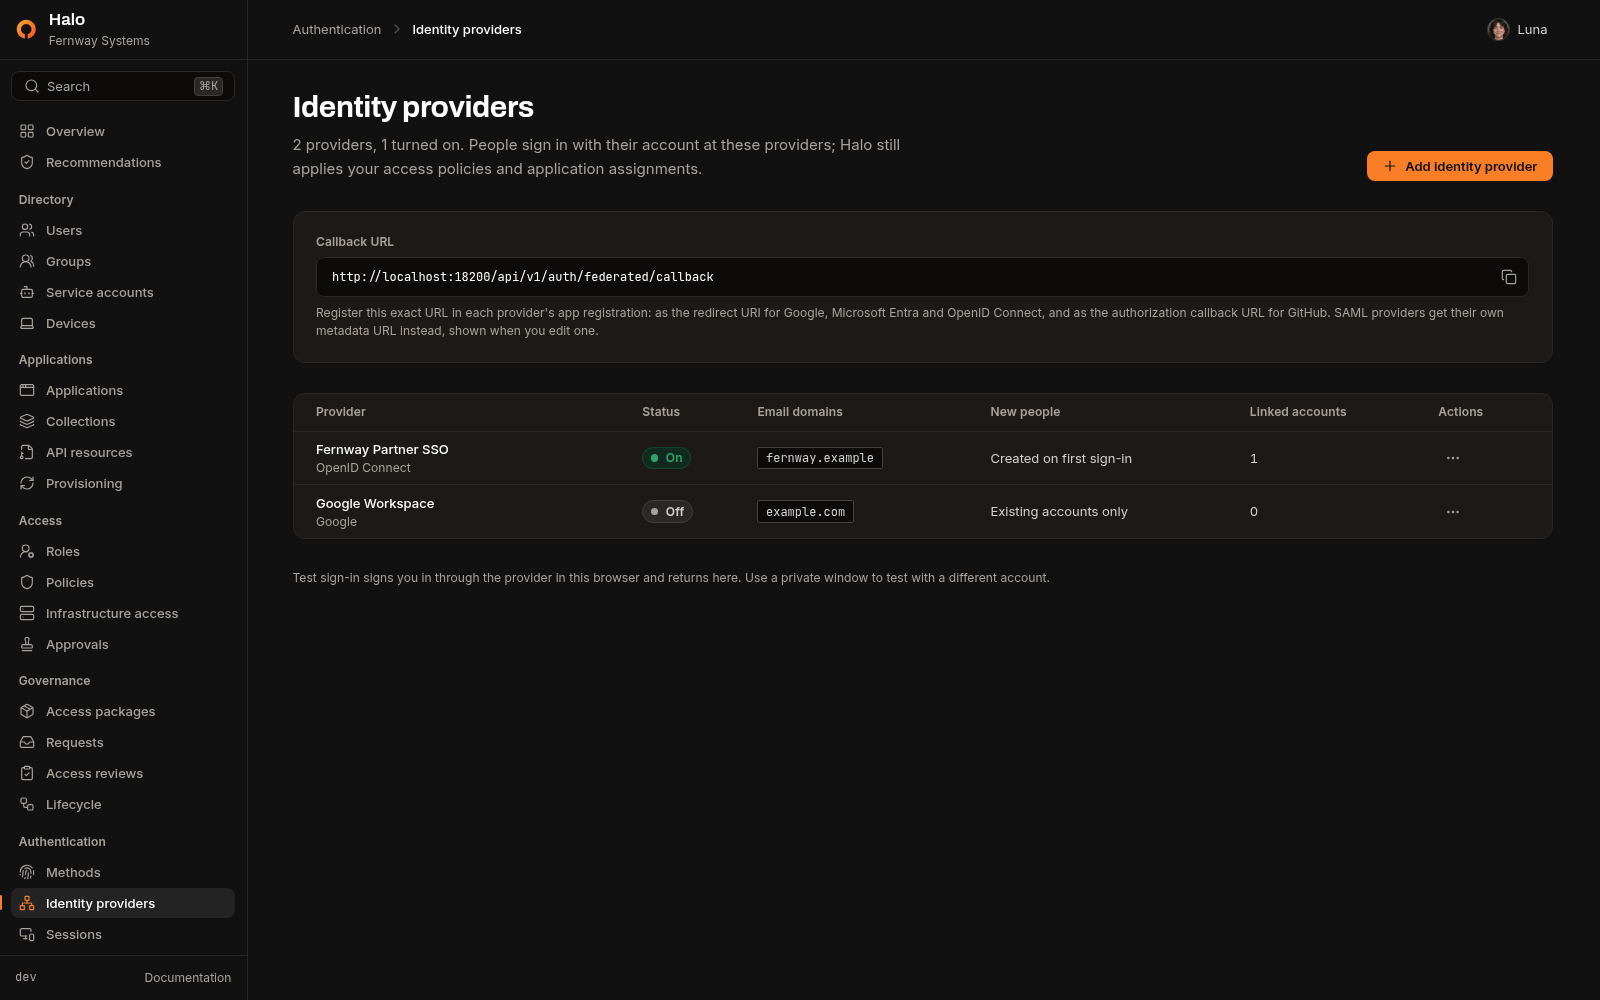 Halo
Fernway Systems
Search
⌘K
Overview
Recommendations
Directory
Users
Groups
Service accounts
Devices
Applications
Applications
Collections
API resources
Provisioning
Access
Roles
Policies
Infrastructure access
Approvals
Governance
Access packages
Requests
Access reviews
Lifecycle
Authentication
Methods
Identity providers
Sessions
dev
Documentation
Authentication
Identity providers
Luna
Identity providers
2 providers, 1 turned on. People sign in with their account at these providers; Halo still
applies your access policies and application assignments.
Add identity provider
Callback URL
http://localhost:18200/api/v1/auth/federated/callback
Register this exact URL in each provider's app registration: as the redirect URI for Google, Microsoft Entra and OpenID Connect, and as the authorization callback URL for GitHub. SAML providers get their own
metadata URL instead, shown when you edit one.
Provider Status Email domains New people Linked accounts Actions
Fernway Partner SSO
OpenID Connect
On
fernway.example
Created on first sign-in
1
Google Workspace
Google
Off
example.com
Existing accounts only
0
Test sign-in signs you in through the provider in this browser and returns here. Use a private window to test with a different account.